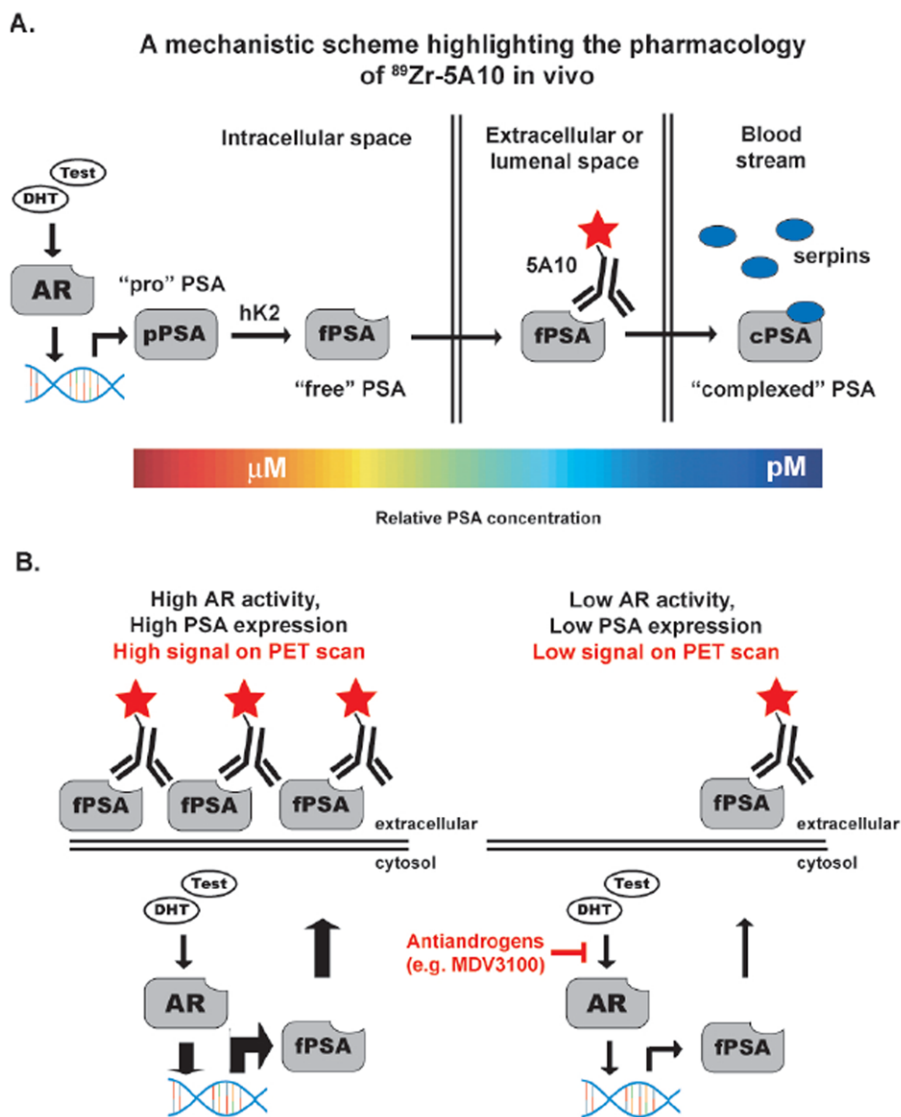 A.
A mechanistic scheme highlighting the pharmacology
of ⁸⁹Zr-5A10 in vivo
Intracellular space
Extracellular or
lumenal space
Blood
stream
Test
DHT
AR
"pro" PSA
pPSA
hK2
fPSA
"free" PSA
5A10
fPSA
serpins
cPSA
"complexed" PSA
μM
pM
Relative PSA concentration
B.
High AR activity,
High PSA expression
High signal on PET scan
fPSA
fPSA
fPSA
extracellular
cytosol
Test
DHT
AR
fPSA
Low AR activity,
Low PSA expression
Low signal on PET scan
fPSA
extracellular
cytosol
Test
DHT
Antiandrogens
(e.g. MDV3100)
AR
fPSA